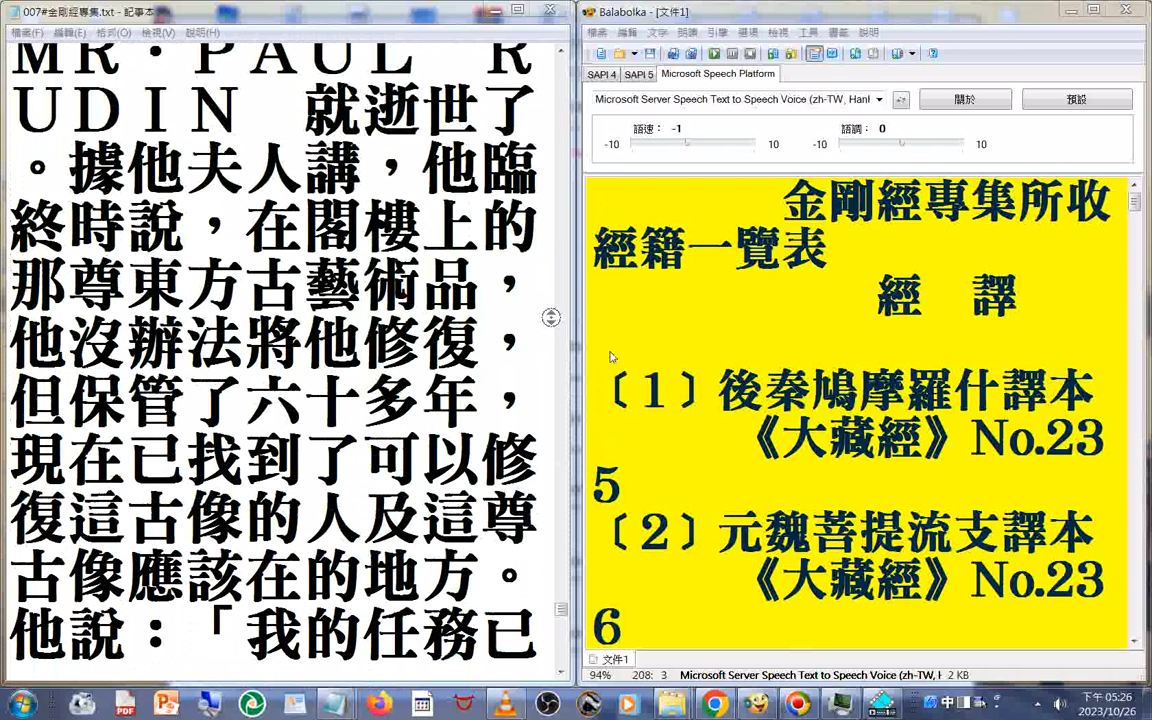 007#金剛經專集.txt - 記事本
檔案(F) 編輯(E) 格式(O) 檢視(V) 說明(H)
ＭＲ．ＰＡＵＬ　Ｒ
ＵＤＩＮ　就逝世了
。據他夫人講，他臨
終時說，在閣樓上的
那尊東方古藝術品，
他沒辦法將他修復，
但保管了六十多年，
現在已找到了可以修
復這古像的人及這尊
古像應該在的地方。
他說：「我的任務已
Balabolka - [文件1]
檔案 編輯 文字 朗讀 引擎 選項 檢視 工具 書籤 說明
SAPI 4 SAPI 5 Microsoft Speech Platform
Microsoft Server Speech Text to Speech Voice (zh-TW, Han
關於 預設
語速： -1 語調： 0
-10 10 -10 10
金剛經專集所收
經籍一覽表
經　譯
〔１〕後秦鳩摩羅什譯本
《大藏經》No.23
5
〔２〕元魏菩提流支譯本
《大藏經》No.23
6
文件1
94% 208: 3 Microsoft Server Speech Text to Speech Voice (zh-TW, 2 KB
中
下午 05:26
2023/10/26